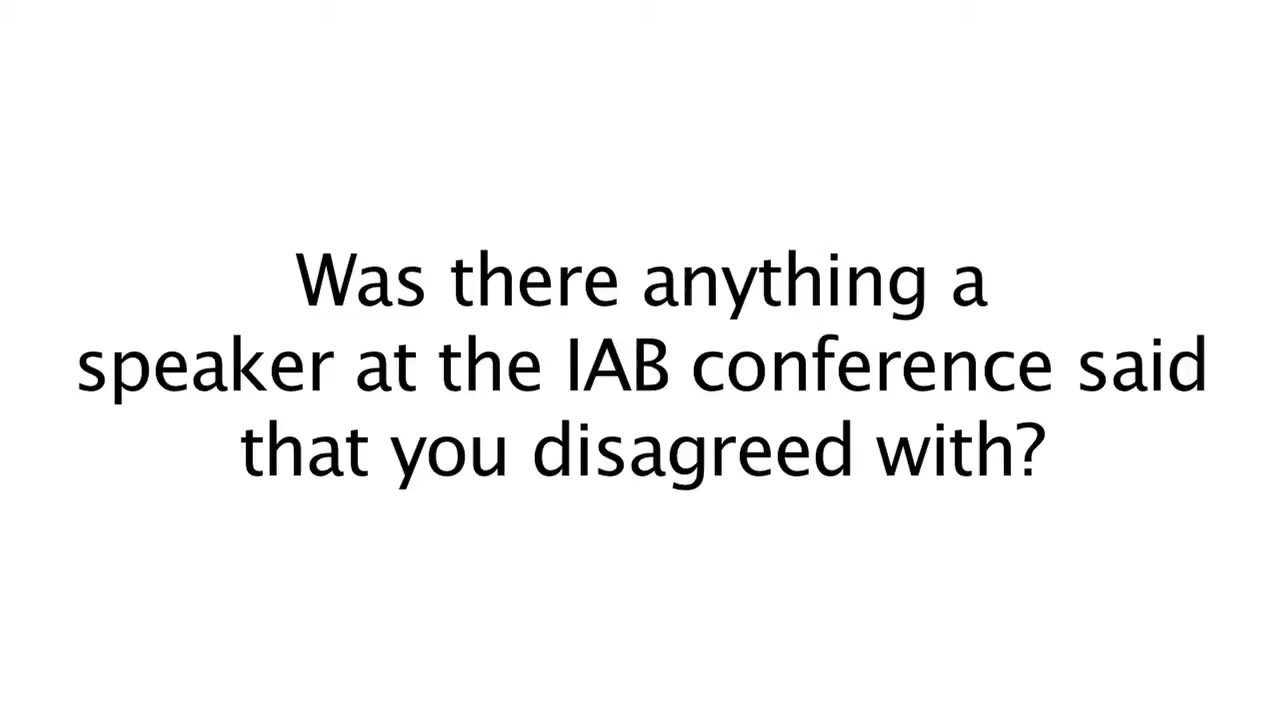 Was there anything a
speaker at the IAB conference said
that you disagreed with?